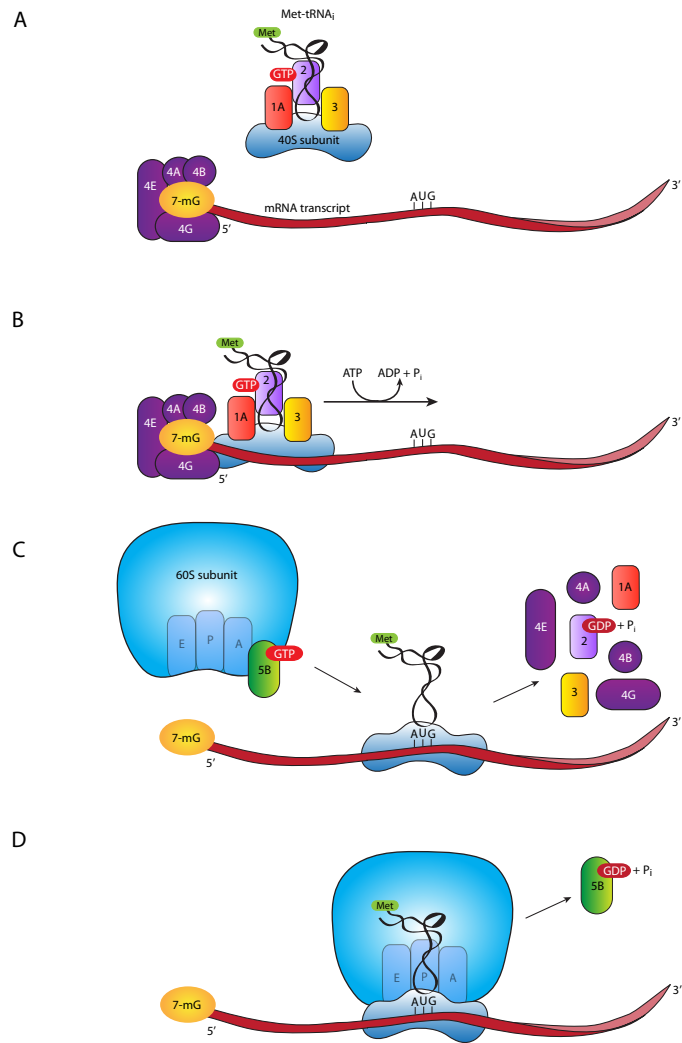 A
Met-tRNAi
Met
GTP
2
1A
3
40S subunit
4E
4A
4B
7-mG
4G
5′
mRNA transcript
AUG
3′
B
Met
GTP
2
1A
3
ATP
ADP + Pi
4E
4A
4B
7-mG
4G
5′
AUG
3′
C
60S subunit
E
P
A
5B
GTP
Met
4A
1A
4E
GDP + Pi
2
4B
3
4G
7-mG
5′
AUG
3′
D
Met
E
P
A
GDP + Pi
5B
7-mG
5′
AUG
3′